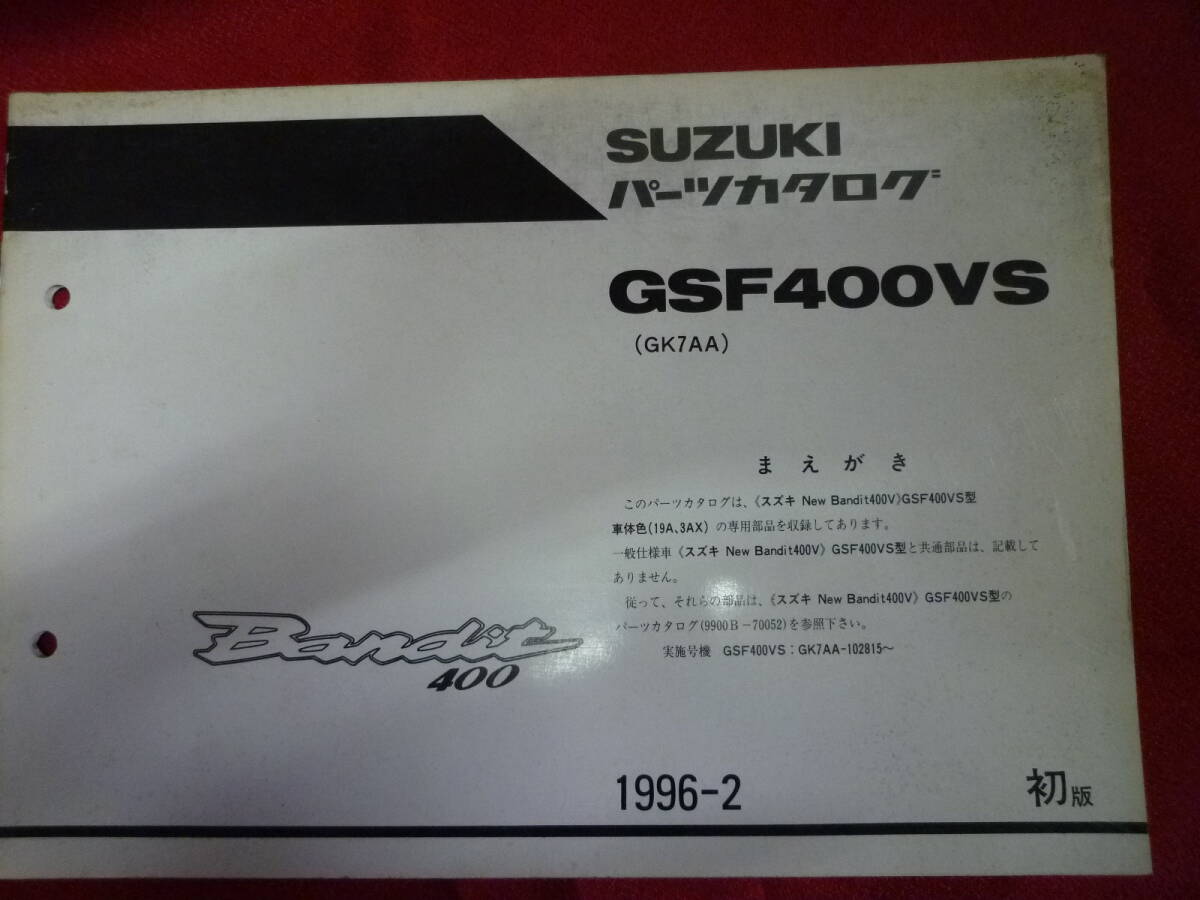 SUZUKI
パーツカタログ
GSF400VS
(GK7AA)
まえがき
このパーツカタログは、《スズキ New Bandit400V》GSF400VS型
車体色(19A、3AX)の専用部品を収録してあります。
一般仕様車《スズキ New Bandit400V》GSF400VS型と共通部品は、記載して
ありません。
従って、それらの部品は、《スズキ New Bandit400V》GSF400VS型の
パーツカタログ(9900B-70052)を参照下さい。
実施号機 GSF400VS:GK7AA-102815〜
Bandit
400
1996-2
初版